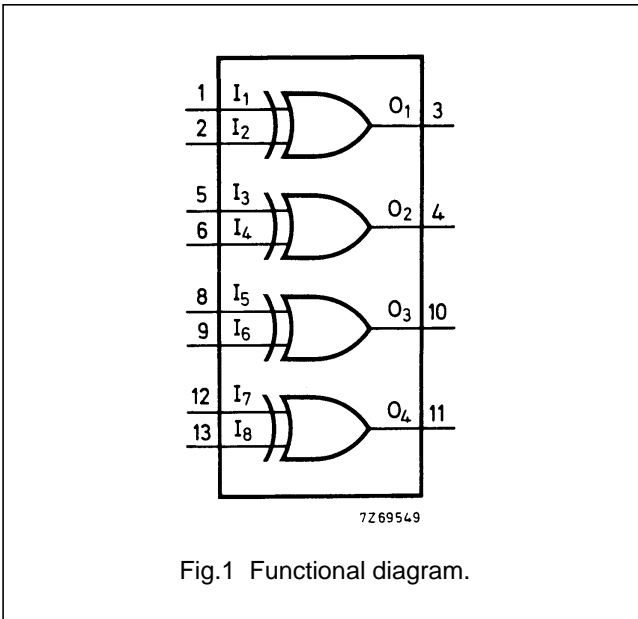 1 I1 O1 3
2 I2
5 I3 O2 4
6 I4
8 I5 O3 10
9 I6
12 I7 O4 11
13 I8
7Z69549
Fig.1 Functional diagram.